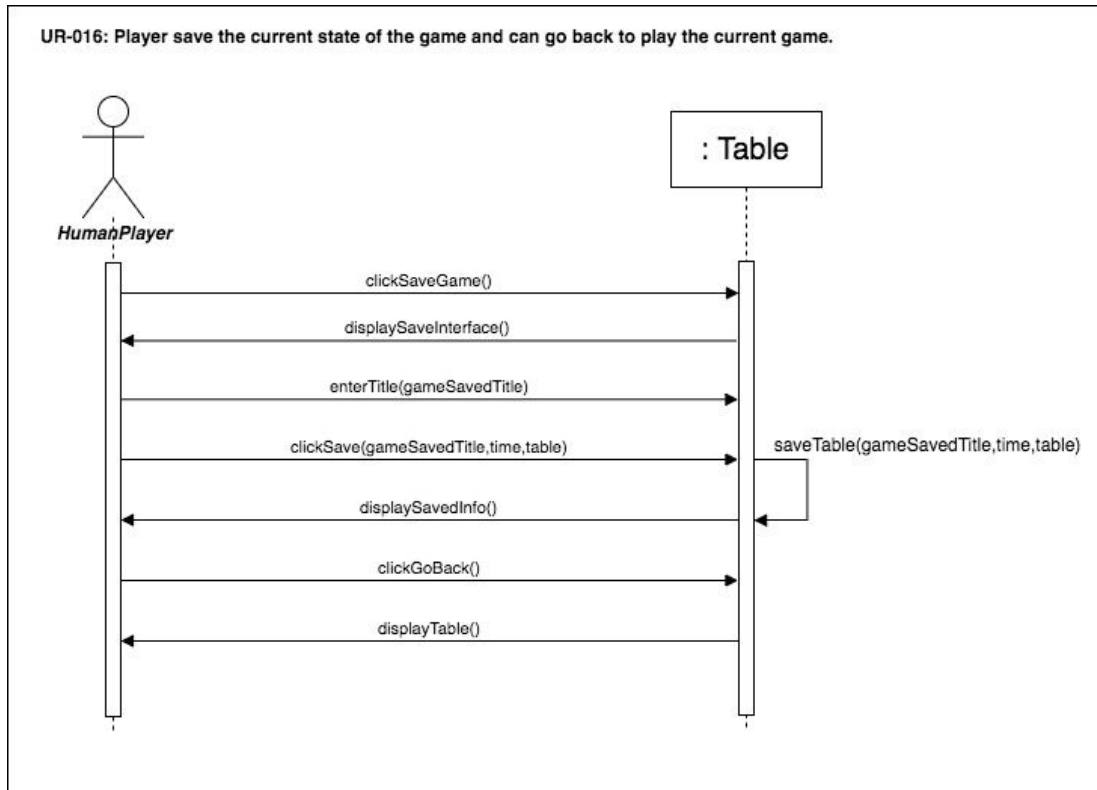 UR-016: Player save the current state of the game and can go back to play the current game.
: Table
HumanPlayer
clickSaveGame()
displaySaveInterface()
enterTitle(gameSavedTitle)
clickSave(gameSavedTitle,time,table)
saveTable(gameSavedTitle,time,table)
displaySavedInfo()
clickGoBack()
displayTable()